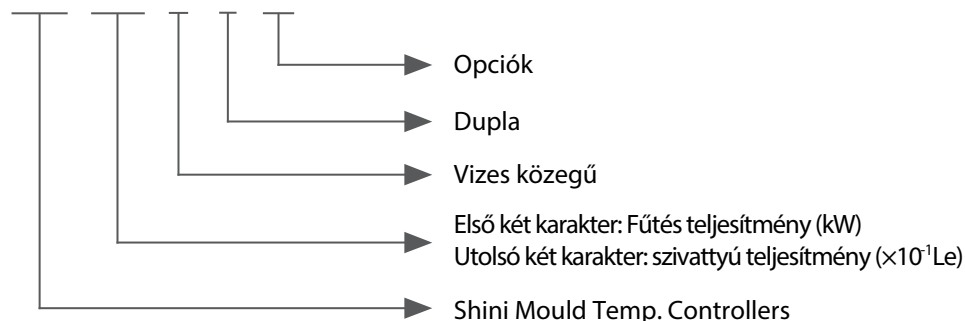 Opciók
Dupla
Vizes közegű
Első két karakter: Fűtés teljesítmény (kW)
Utolsó két karakter: szivattyú teljesítmény (×10⁻¹Le)
Shini Mould Temp. Controllers